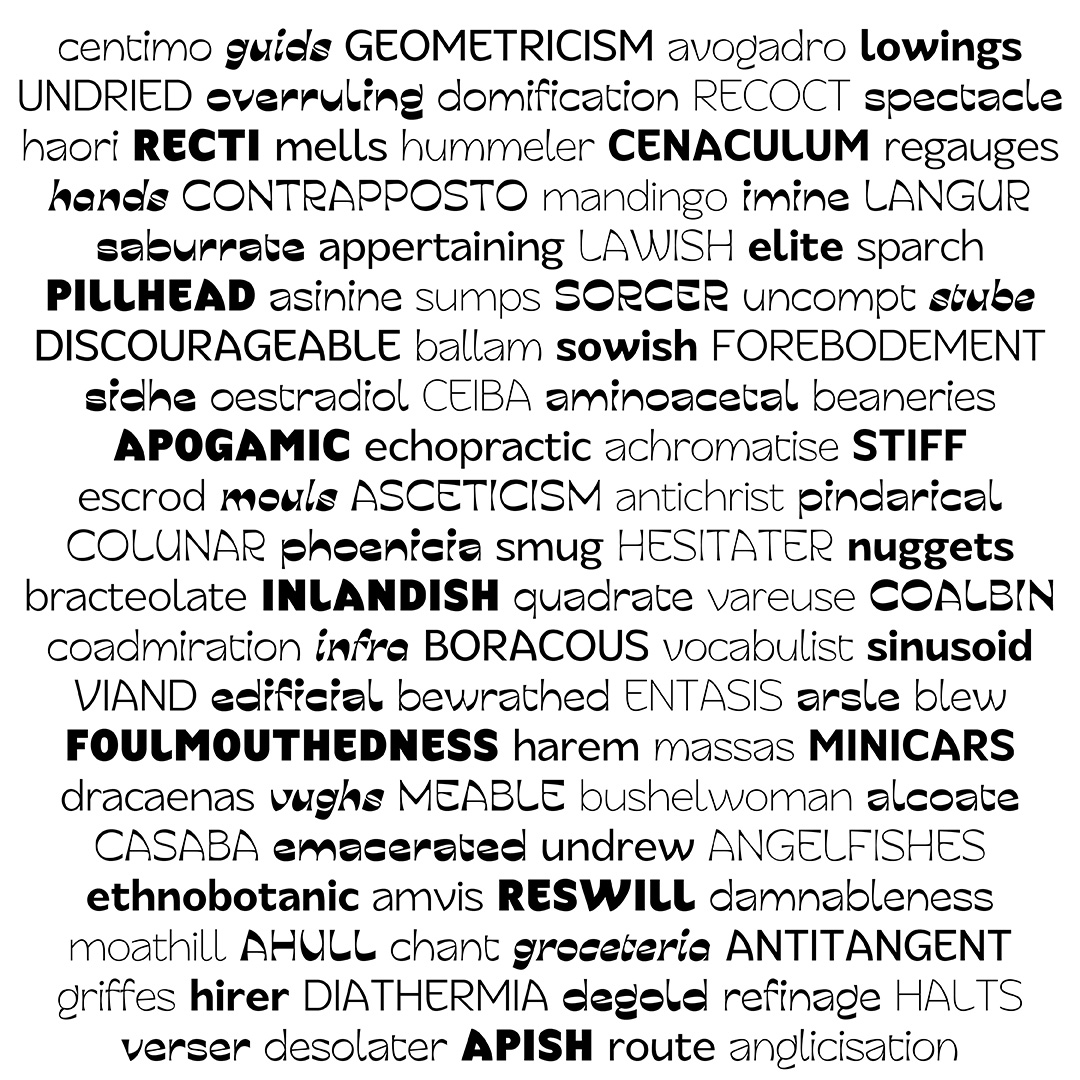 centimo guids GEOMETRICISM avogadro lowings
UNDRIED overruling domification RECOCT spectacle
haori RECTI mells hummeler CENACULUM regauges
hands CONTRAPPOSTO mandingo imine LANGUR
saburrate appertaining LAWISH elite sparch
PILLHEAD asinine sumps SORCER uncompt stube
DISCOURAGEABLE ballam sowish FOREBODEMENT
sidhe oestradiol CEIBA aminoacetal beaneries
APOGAMIC echopractic achromatise STIFF
escrod mouls ASCETICISM antichrist pindarical
COLUNAR phoenicia smug HESITATER nuggets
bracteolate INLANDISH quadrate vareuse COALBIN
coadmiration infra BORACOUS vocabulist sinusoid
VIAND edificial bewrathed ENTASIS arsle blew
FOULMOUTHEDNESS harem massas MINICARS
dracaenas vughs MEABLE bushelwoman alcoate
CASABA emacerated undrew ANGELFISHES
ethnobotanic amvis RESWILL damnableness
moathill AHULL chant groceteria ANTITANGENT
griffes hirer DIATHERMIA degold refinage HALTS
verser desolater APISH route anglicisation